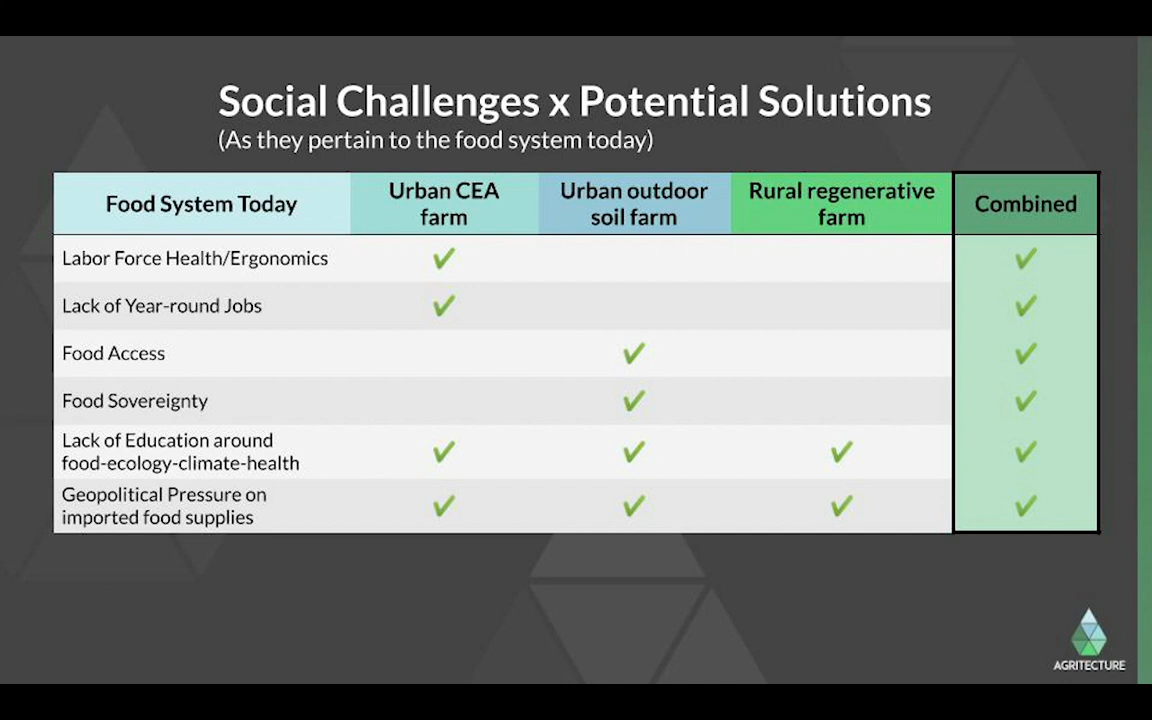 Social Challenges x Potential Solutions
(As they pertain to the food system today)
Food System Today
Urban CEA
farm
Urban outdoor
soil farm
Rural regenerative
farm
Combined
Labor Force Health/Ergonomics ✔ ✔
Lack of Year-round Jobs ✔ ✔
Food Access ✔ ✔
Food Sovereignty ✔ ✔
Lack of Education around
food-ecology-climate-health ✔ ✔ ✔ ✔
Geopolitical Pressure on
imported food supplies ✔ ✔ ✔ ✔
AGRITECTURE